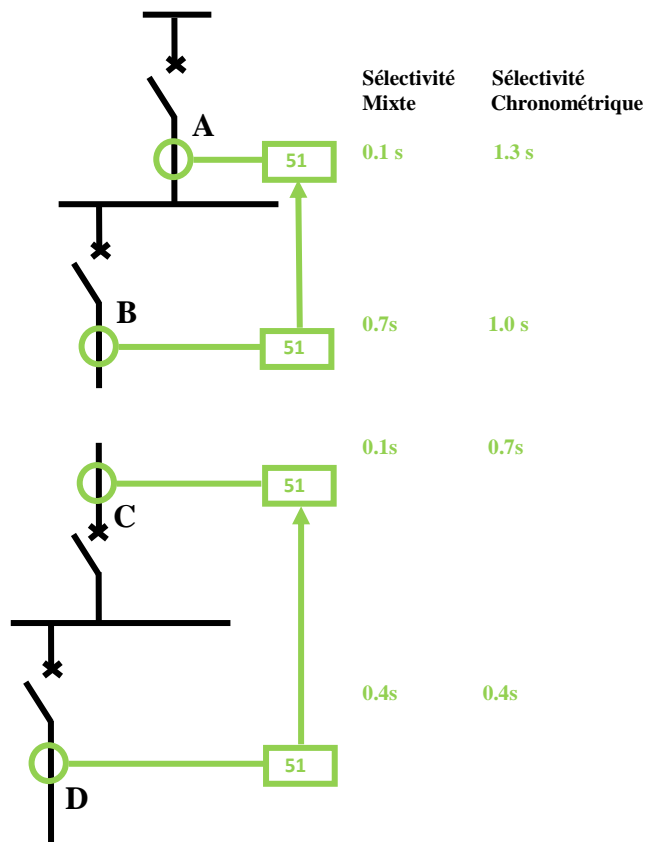 Sélectivité Sélectivité
Mixte Chronométrique
A 51 0.1 s 1.3 s
B 51 0.7s 1.0 s
51 0.1s 0.7s
C
51 0.4s 0.4s
D